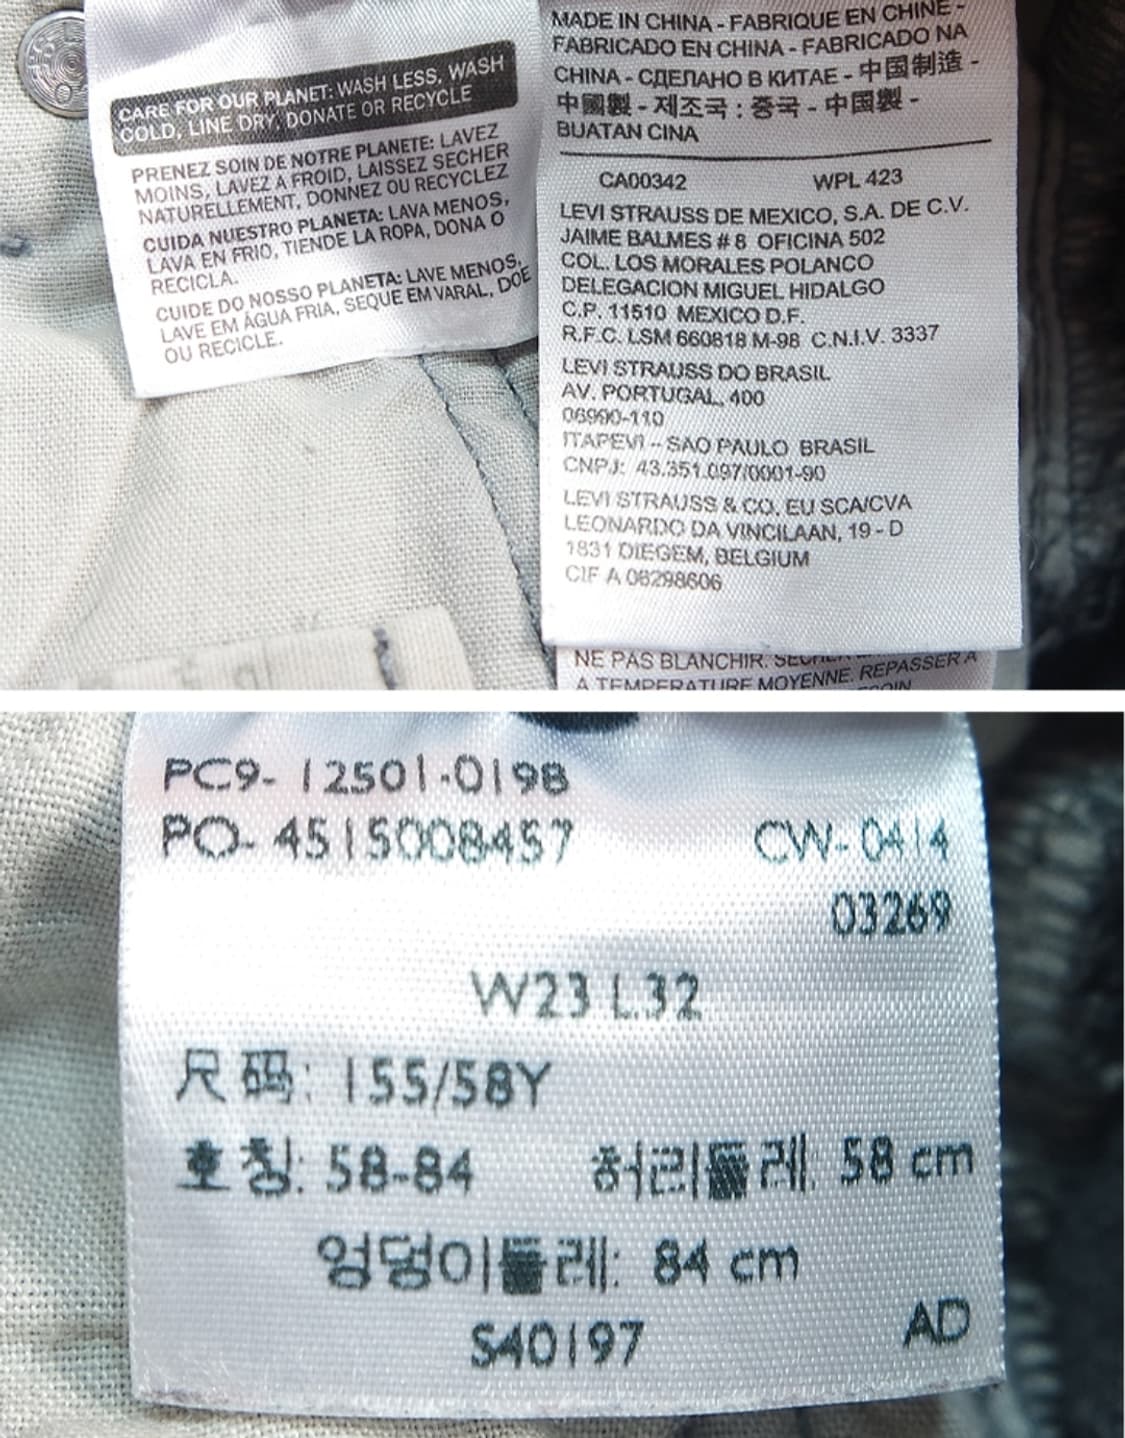 CARE FOR OUR PLANET: WASH LESS, WASH
COLD, LINE DRY, DONATE OR RECYCLE
PRENEZ SOIN DE NOTRE PLANETE: LAVEZ
MOINS, LAVEZ A FROID, LAISSEZ SECHER
NATURELLEMENT, DONNEZ OU RECYCLEZ
CUIDA NUESTRO PLANETA: LAVA MENOS,
LAVA EN FRIO, TIENDE LA ROPA, DONA O
RECICLA.
CUIDE DO NOSSO PLANETA: LAVE MENOS,
LAVE EM ÁGUA FRIA, SEQUE EM VARAL, DOE
OU RECICLE.
MADE IN CHINA - FABRIQUE EN CHINE -
FABRICADO EN CHINA - FABRICADO NA
CHINA - СДЕЛАНО В КИТАЕ - 中国制造 -
中國製 - 제조국 : 중국 - 中国製 -
BUATAN CINA
CA00342 WPL 423
LEVI STRAUSS DE MEXICO, S.A. DE C.V.
JAIME BALMES # 8 OFICINA 502
COL. LOS MORALES POLANCO
DELEGACION MIGUEL HIDALGO
C.P. 11510 MEXICO D.F.
R.F.C. LSM 660818 M-98 C.N.I.V. 3337
LEVI STRAUSS DO BRASIL
AV. PORTUGAL, 400
06990-110
ITAPEVI - SAO PAULO BRASIL
CNPJ: 43.351.097/0001-90
LEVI STRAUSS & CO. EU SCA/CVA
LEONARDO DA VINCILAAN, 19 - D
1831 DIEGEM, BELGIUM
CIF A 08298606
NE PAS BLANCHIR.
A TEMPERATURE MOYENNE. REPASSER A
PC9- 12501-0198
PO- 4515008457 CW- 0414
03269
W23 L32
尺码: 155/58Y
호칭: 58-84 허리둘레: 58 cm
엉덩이둘레: 84 cm
S40197 AD